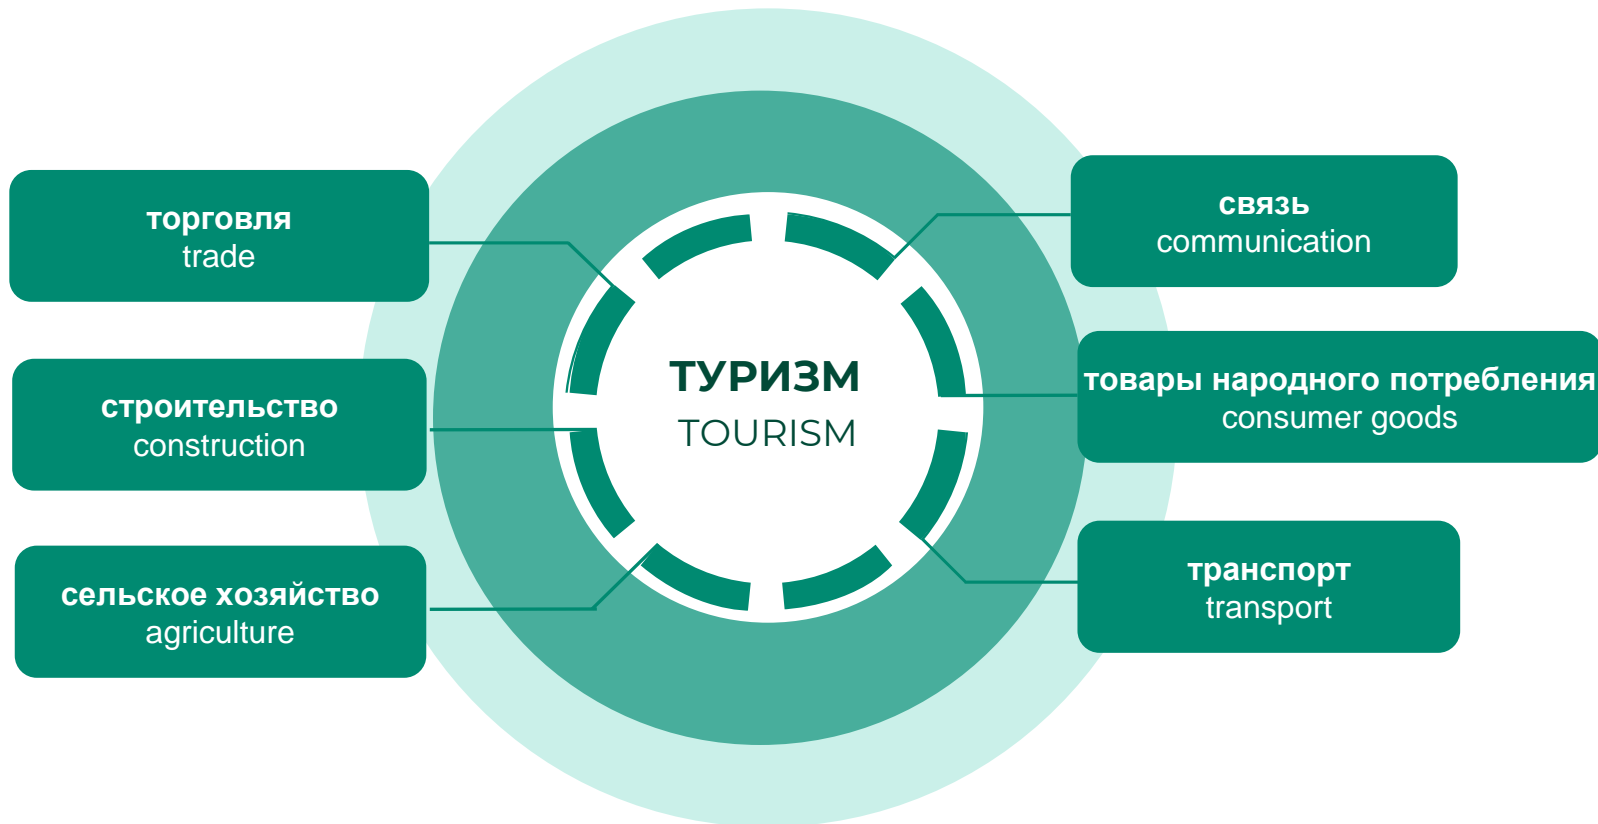 торговля
trade
строительство
construction
сельское хозяйство
agriculture
ТУРИЗМ
TOURISM
связь
communication
товары народного потребления
consumer goods
транспорт
transport